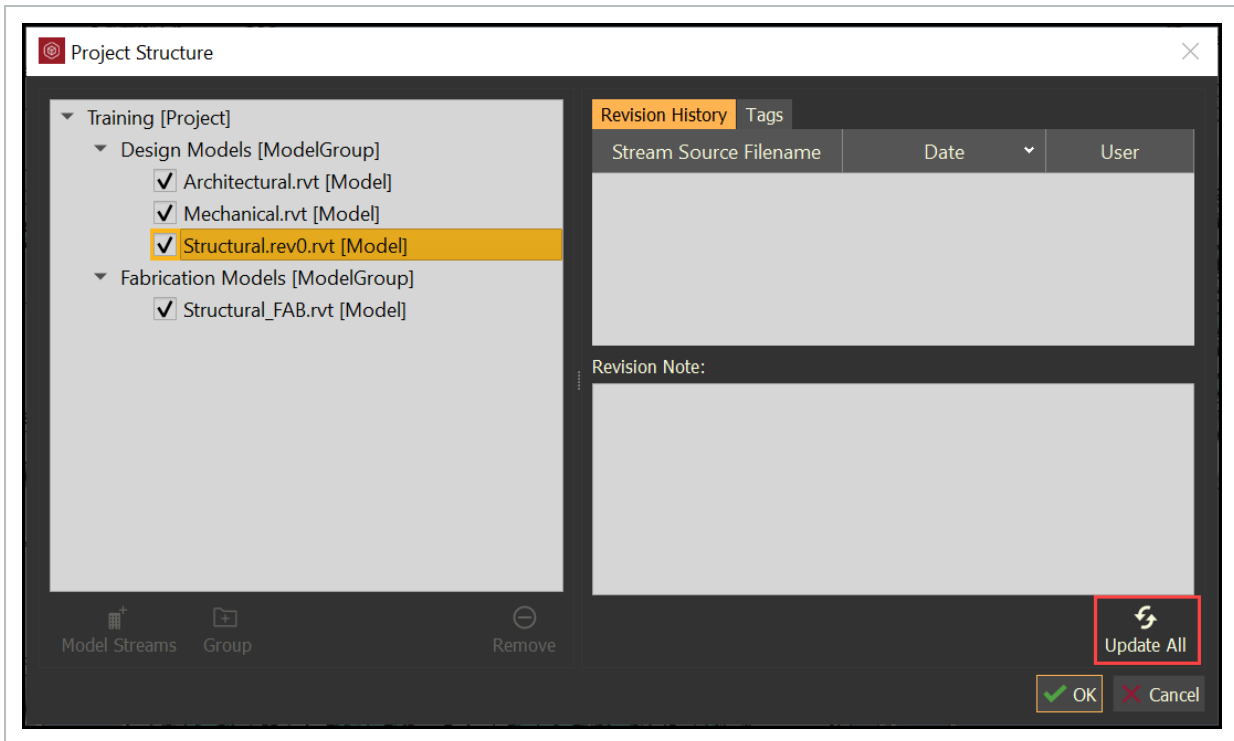 Project Structure
Training [Project]
Design Models [ModelGroup]
Architectural.rvt [Model]
Mechanical.rvt [Model]
Structural.rev0.rvt [Model]
Fabrication Models [ModelGroup]
Structural_FAB.rvt [Model]
Model Streams Group Remove
Revision History Tags
Stream Source Filename Date User
Revision Note:
Update All
OK Cancel